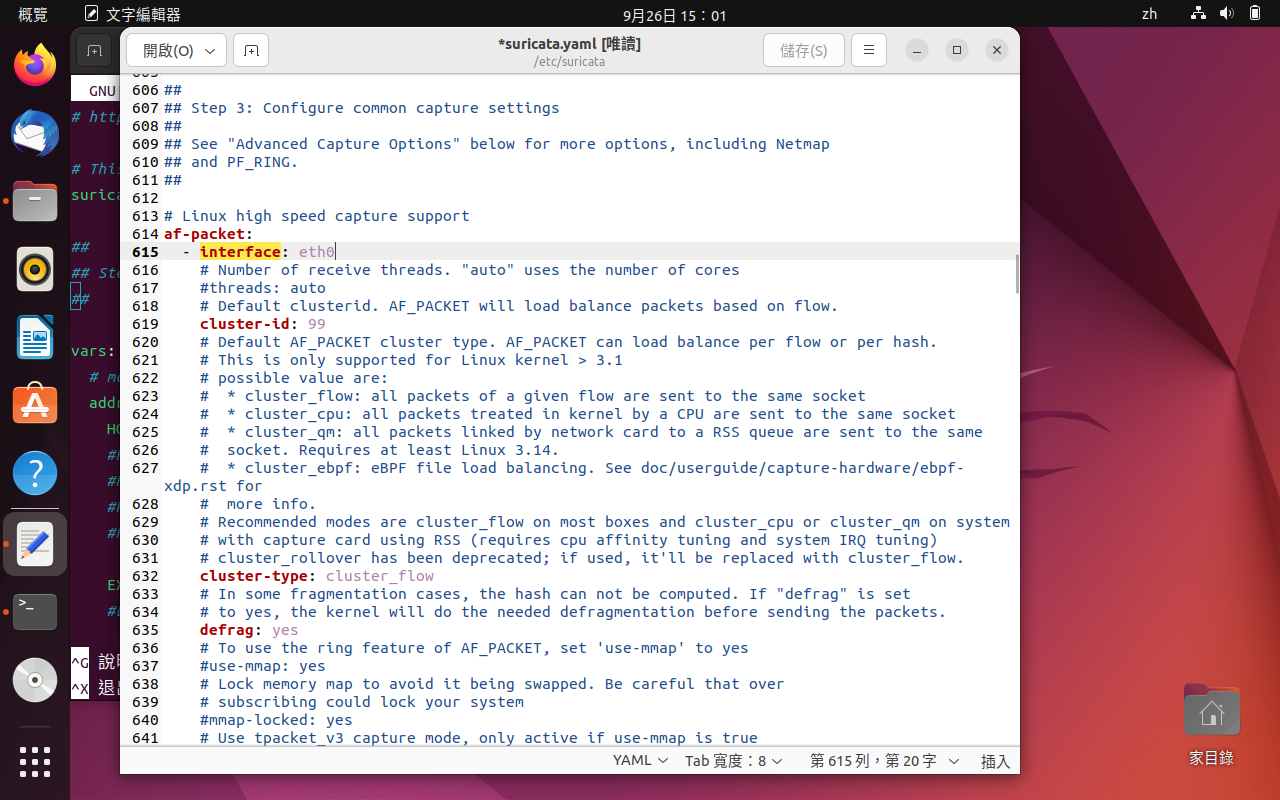 概覽
文字編輯器
9月26日 15：01
zh
開啟(O)
*suricata.yaml [唯讀]
/etc/suricata
儲存(S)
GNU
# http
# This
surica
##
## Ste
##
vars:
# mo
addr
HO
EX
^G 說明
^X 退出
606 ##
607 ## Step 3: Configure common capture settings
608 ##
609 ## See "Advanced Capture Options" below for more options, including Netmap
610 ## and PF_RING.
611 ##
612
613 # Linux high speed capture support
614 af-packet:
615   - interface: eth0
616     # Number of receive threads. "auto" uses the number of cores
617     #threads: auto
618     # Default clusterid. AF_PACKET will load balance packets based on flow.
619     cluster-id: 99
620     # Default AF_PACKET cluster type. AF_PACKET can load balance per flow or per hash.
621     # This is only supported for Linux kernel > 3.1
622     # possible value are:
623     #  * cluster_flow: all packets of a given flow are sent to the same socket
624     #  * cluster_cpu: all packets treated in kernel by a CPU are sent to the same socket
625     #  * cluster_qm: all packets linked by network card to a RSS queue are sent to the same
626     #  socket. Requires at least Linux 3.14.
627     #  * cluster_ebpf: eBPF file load balancing. See doc/userguide/capture-hardware/ebpf-
xdp.rst for
628     #  more info.
629     # Recommended modes are cluster_flow on most boxes and cluster_cpu or cluster_qm on system
630     # with capture card using RSS (requires cpu affinity tuning and system IRQ tuning)
631     # cluster_rollover has been deprecated; if used, it'll be replaced with cluster_flow.
632     cluster-type: cluster_flow
633     # In some fragmentation cases, the hash can not be computed. If "defrag" is set
634     # to yes, the kernel will do the needed defragmentation before sending the packets.
635     defrag: yes
636     # To use the ring feature of AF_PACKET, set 'use-mmap' to yes
637     #use-mmap: yes
638     # Lock memory map to avoid it being swapped. Be careful that over
639     # subscribing could lock your system
640     #mmap-locked: yes
641     # Use tpacket_v3 capture mode, only active if use-mmap is true
YAML
Tab 寬度：8
第 615 列，第 20 字
插入
家目錄